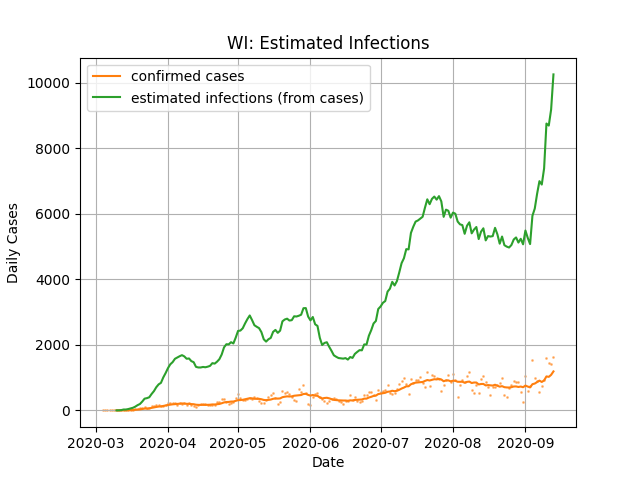 WI: Estimated Infections
confirmed cases
estimated infections (from cases)
Daily Cases
10000
8000
6000
4000
2000
0
2020-03 2020-04 2020-05 2020-06 2020-07 2020-08 2020-09
Date